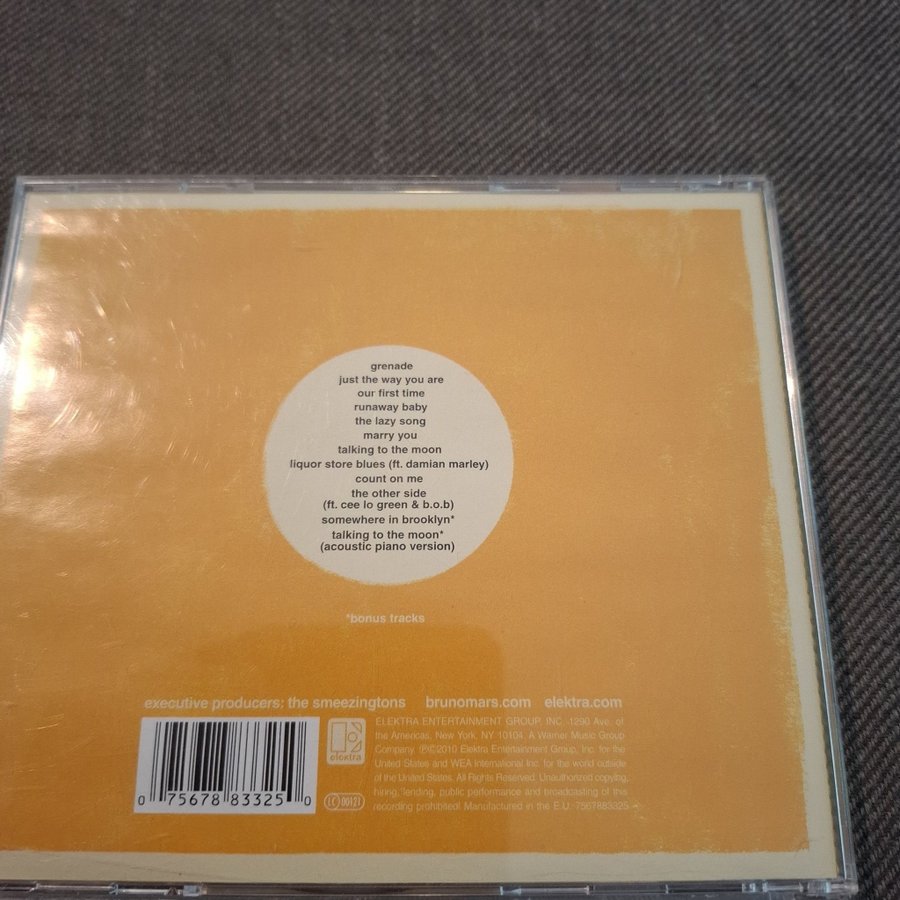 grenade
just the way you are
our first time
runaway baby
the lazy song
marry you
talking to the moon
liquor store blues (ft. damian marley)
count on me
the other side
(ft. cee lo green & b.o.b)
somewhere in brooklyn*
talking to the moon*
(acoustic piano version)
*bonus tracks
executive producers: the smeezingtons brunomars.com elektra.com
ELEKTRA ENTERTAINMENT GROUP, INC. 1290 Ave. of
the Americas, New York, NY 10104. A Warner Music Group
Company. ℗©2010 Elektra Entertainment Group, Inc. for the
United States and WEA International Inc. for the world outside
of the United States. All Rights Reserved. Unauthorized copying,
hiring, lending, public performance and broadcasting of this
recording prohibited. Manufactured in the E.U. 7567883325
elektra
LC 00121
0 75678 83325 0